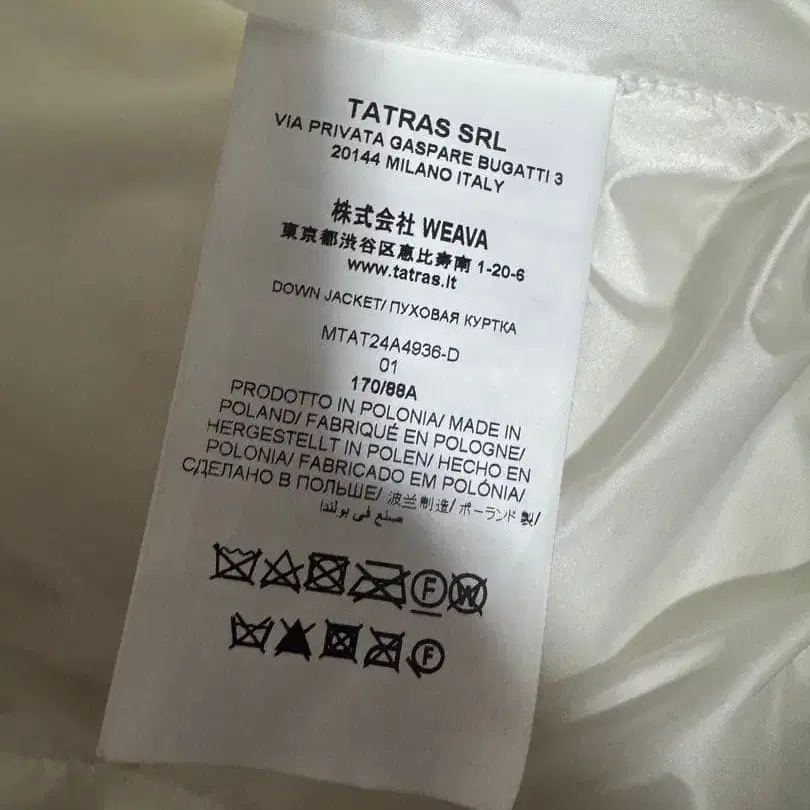 TATRAS SRL
VIA PRIVATA GASPARE BUGATTI 3
20144 MILANO ITALY
株式会社 WEAVA
東京都渋谷区恵比寿南 1-20-6
www.tatras.it
DOWN JACKET/ ПУХОВАЯ КУРТКА
MTAT24A4936-D
01
170/88A
PRODOTTO IN POLONIA/ MADE IN
POLAND/ FABRIQUÉ EN POLOGNE/
HERGESTELLT IN POLEN/ HECHO EN
POLONIA/ FABRICADO EM POLÓNIA/
СДЕЛАНО В ПОЛЬШЕ/ 波兰制造/ ポーランド 製/
صنع في بولندا
F W
F